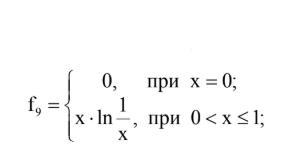 f₉ = { 0, при x = 0;
x · ln 1/x, при 0 < x ≤ 1;